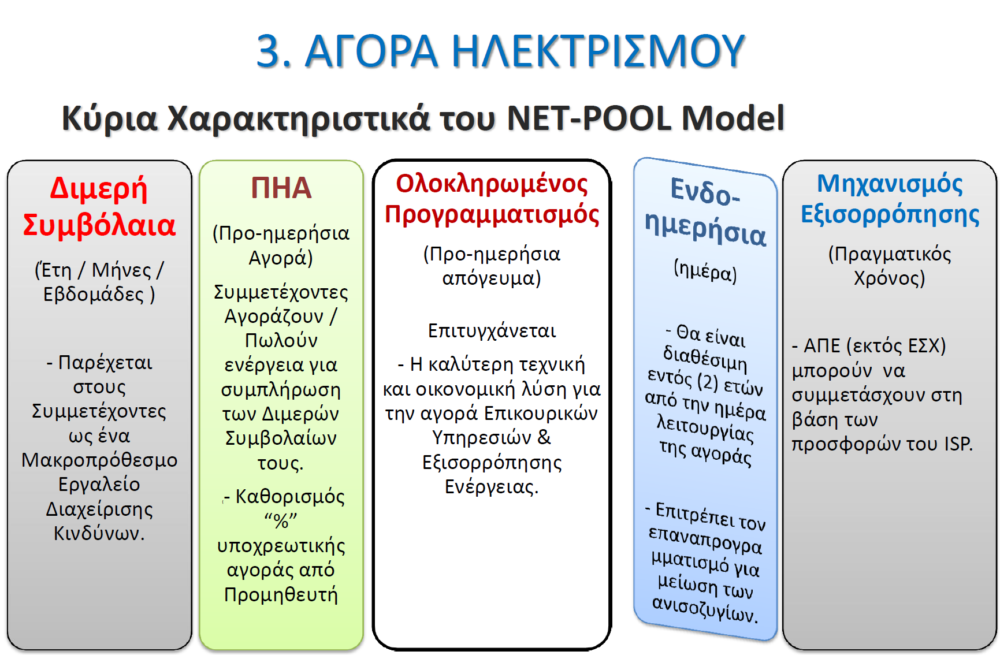 3. ΑΓΟΡΑ ΗΛΕΚΤΡΙΣΜΟΥ
Κύρια Χαρακτηριστικά του NET-POOL Model
Διμερή
Συμβόλαια
(Έτη / Μήνες /
Εβδομάδες )
- Παρέχεται
στους
Συμμετέχοντες
ως ένα
Μακροπρόθεσμο
Εργαλείο
Διαχείρισης
Κινδύνων.
ΠΗΑ
(Προ-ημερήσια
Αγορά)
Συμμετέχοντες
Αγοράζουν /
Πωλούν
ενέργεια για
συμπλήρωση
των Διμερών
Συμβολαίων
τους.
- Καθορισμός
“%”
υποχρεωτικής
αγοράς από
Προμηθευτή
Ολοκληρωμένος
Προγραμματισμός
(Προ-ημερήσια
απόγευμα)
Επιτυγχάνεται
- Η καλύτερη τεχνική
και οικονομική λύση για
την αγορά Επικουρικών
Υπηρεσιών &
Εξισορρόπησης
Ενέργειας.
Ενδο-
ημερήσια
(ημέρα)
- Θα είναι
διαθέσιμη
εντός (2) ετών
από την ημέρα
λειτουργίας
της αγοράς
- Επιτρέπει τον
επαναπρογρα
μματισμό για
μείωση των
ανισοζυγίων.
Μηχανισμός
Εξισορρόπησης
(Πραγματικός
Χρόνος)
- ΑΠΕ (εκτός ΕΣΧ)
μπορούν να
συμμετάσχουν στη
βάση των
προσφορών του ISP.